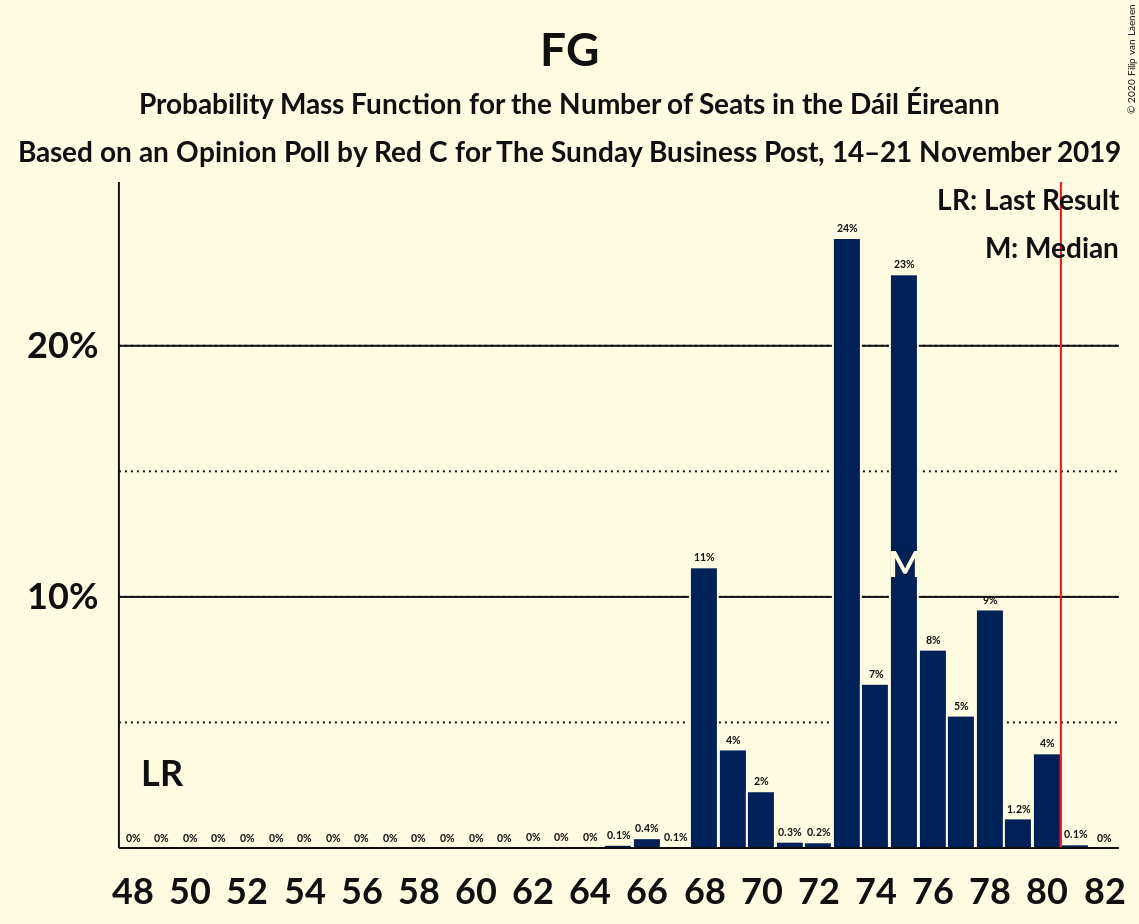 FG
Probability Mass Function for the Number of Seats in the Dáil Éireann
Based on an Opinion Poll by Red C for The Sunday Business Post, 14–21 November 2019
© 2020 Filip van Laenen
LR: Last Result
M: Median
24%
23%
20%
11%
M
10%
9%
8%
7%
5%
4%
4%
LR
2%
0% 0% 0% 0% 0% 0% 0% 0% 0% 0% 0% 0% 0% 0% 0% 0% 0% 0.1% 0.4% 0.1% 0.3% 0.2% 1.2% 0.1% 0%
48 50 52 54 56 58 60 62 64 66 68 70 72 74 76 78 80 82